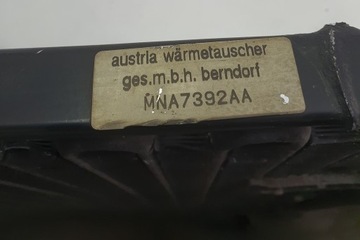 austria wärmetauscher
ges.m.b.h. berndorf
MNA7392AA